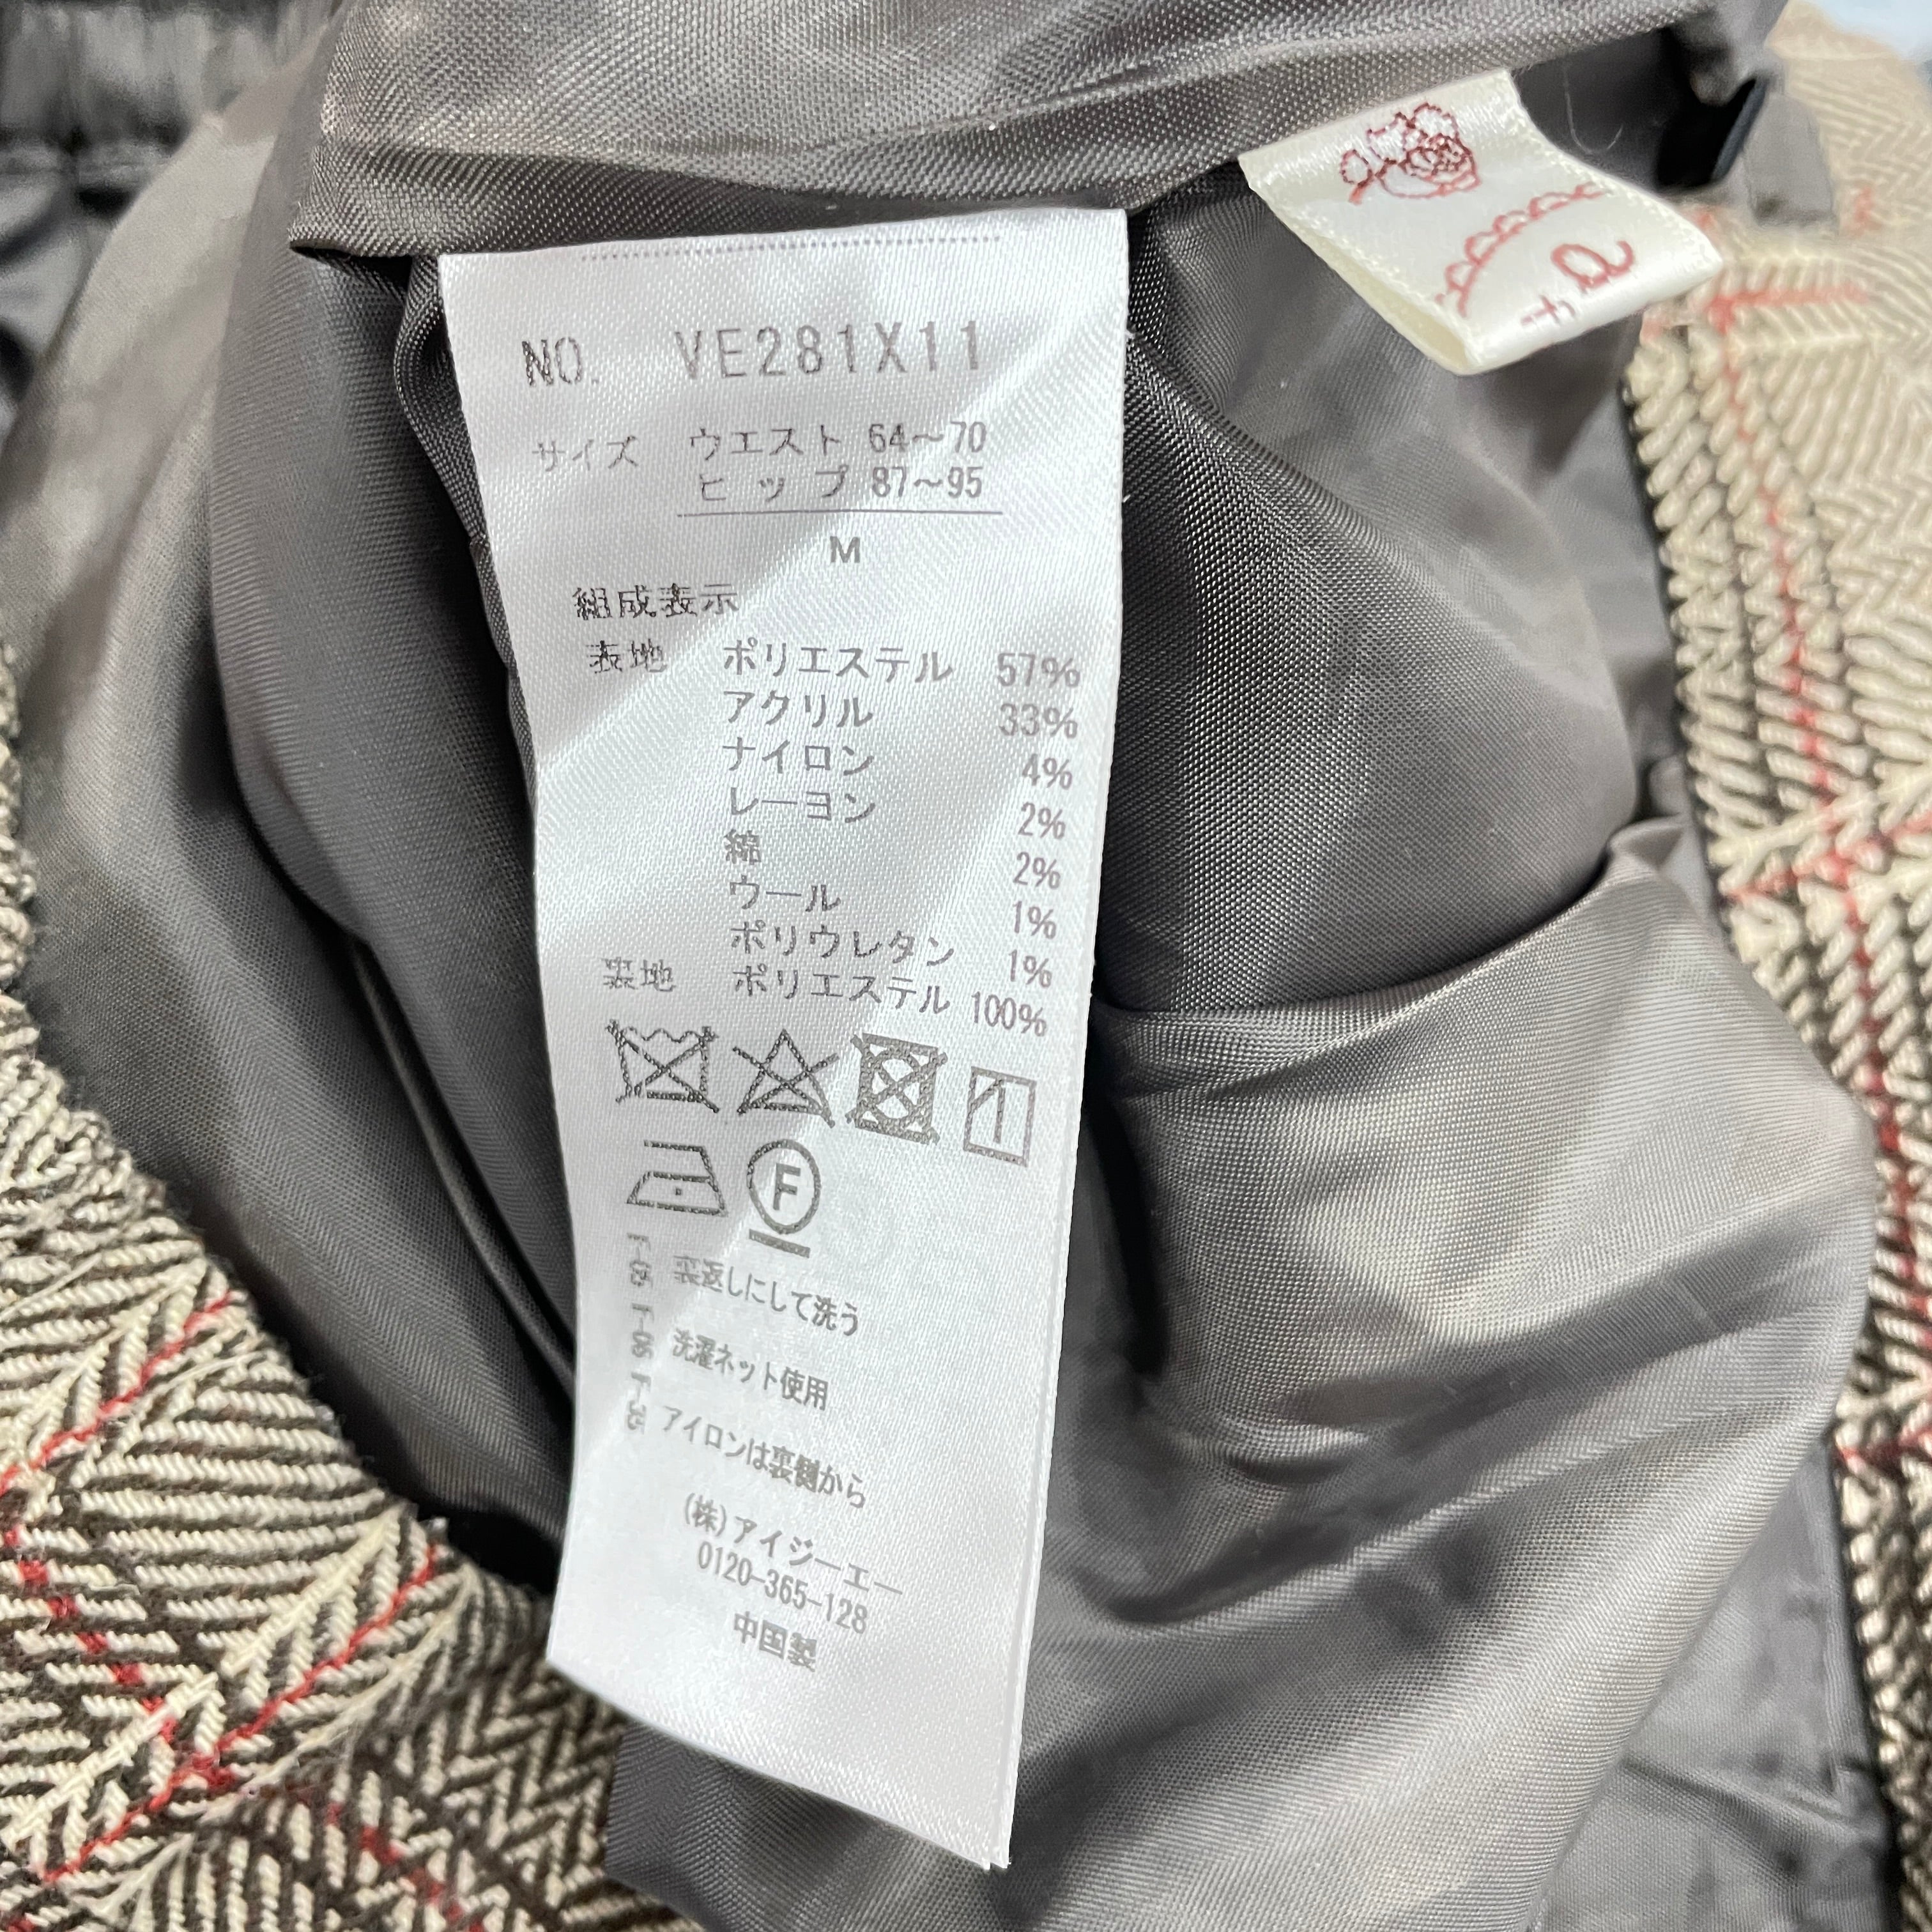 NO. VE281X11
サイズ ウエスト 64～70
ヒップ 87～95
M
組成表示
表地 ポリエステル 57%
アクリル 33%
ナイロン 4%
レーヨン 2%
綿 2%
ウール 1%
ポリウレタン 1%
裏地 ポリエステル 100%
F
F-05 裏返しにして洗う
F-06 洗濯ネット使用
F-35 アイロンは裏側から
(株)アイジーエー
0120-365-128
中国製